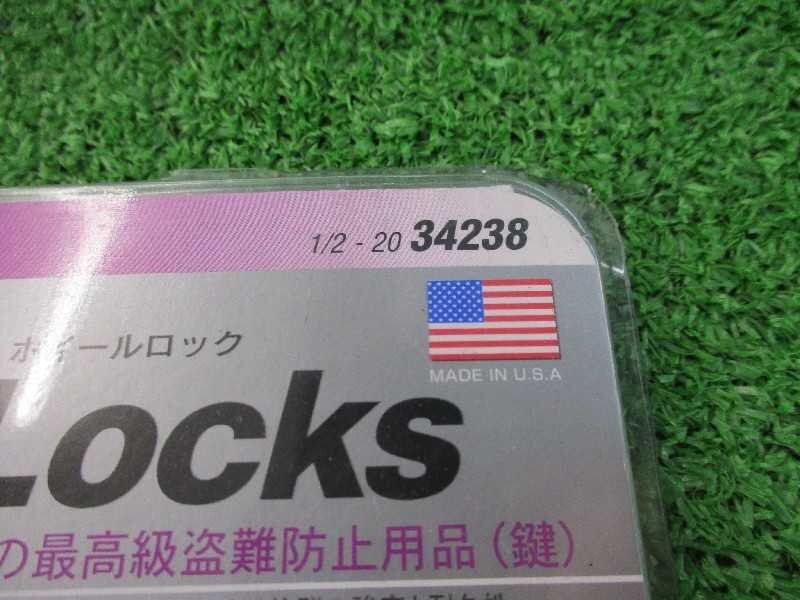 1/2 - 20 34238
ホイールロック
MADE IN U.S.A
Locks
の最高級盗難防止用品(鍵)